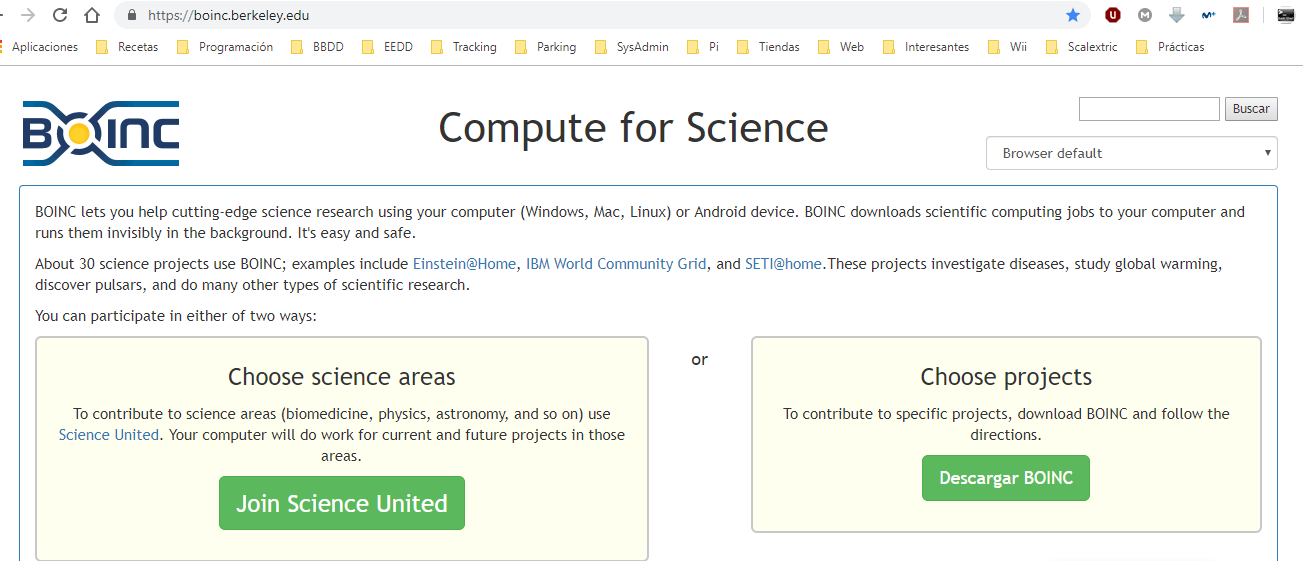 https://boinc.berkeley.edu
Aplicaciones Recetas Programación BBDD EEDD Tracking Parking SysAdmin Pi Tiendas Web Interesantes Wii Scalextric Prácticas
BOINC
Compute for Science
Buscar
Browser default
BOINC lets you help cutting-edge science research using your computer (Windows, Mac, Linux) or Android device. BOINC downloads scientific computing jobs to your computer and
runs them invisibly in the background. It's easy and safe.
About 30 science projects use BOINC; examples include Einstein@Home, IBM World Community Grid, and SETI@home.These projects investigate diseases, study global warming,
discover pulsars, and do many other types of scientific research.
You can participate in either of two ways:
Choose science areas
To contribute to science areas (biomedicine, physics, astronomy, and so on) use
Science United. Your computer will do work for current and future projects in those
areas.
Join Science United
or
Choose projects
To contribute to specific projects, download BOINC and follow the
directions.
Descargar BOINC